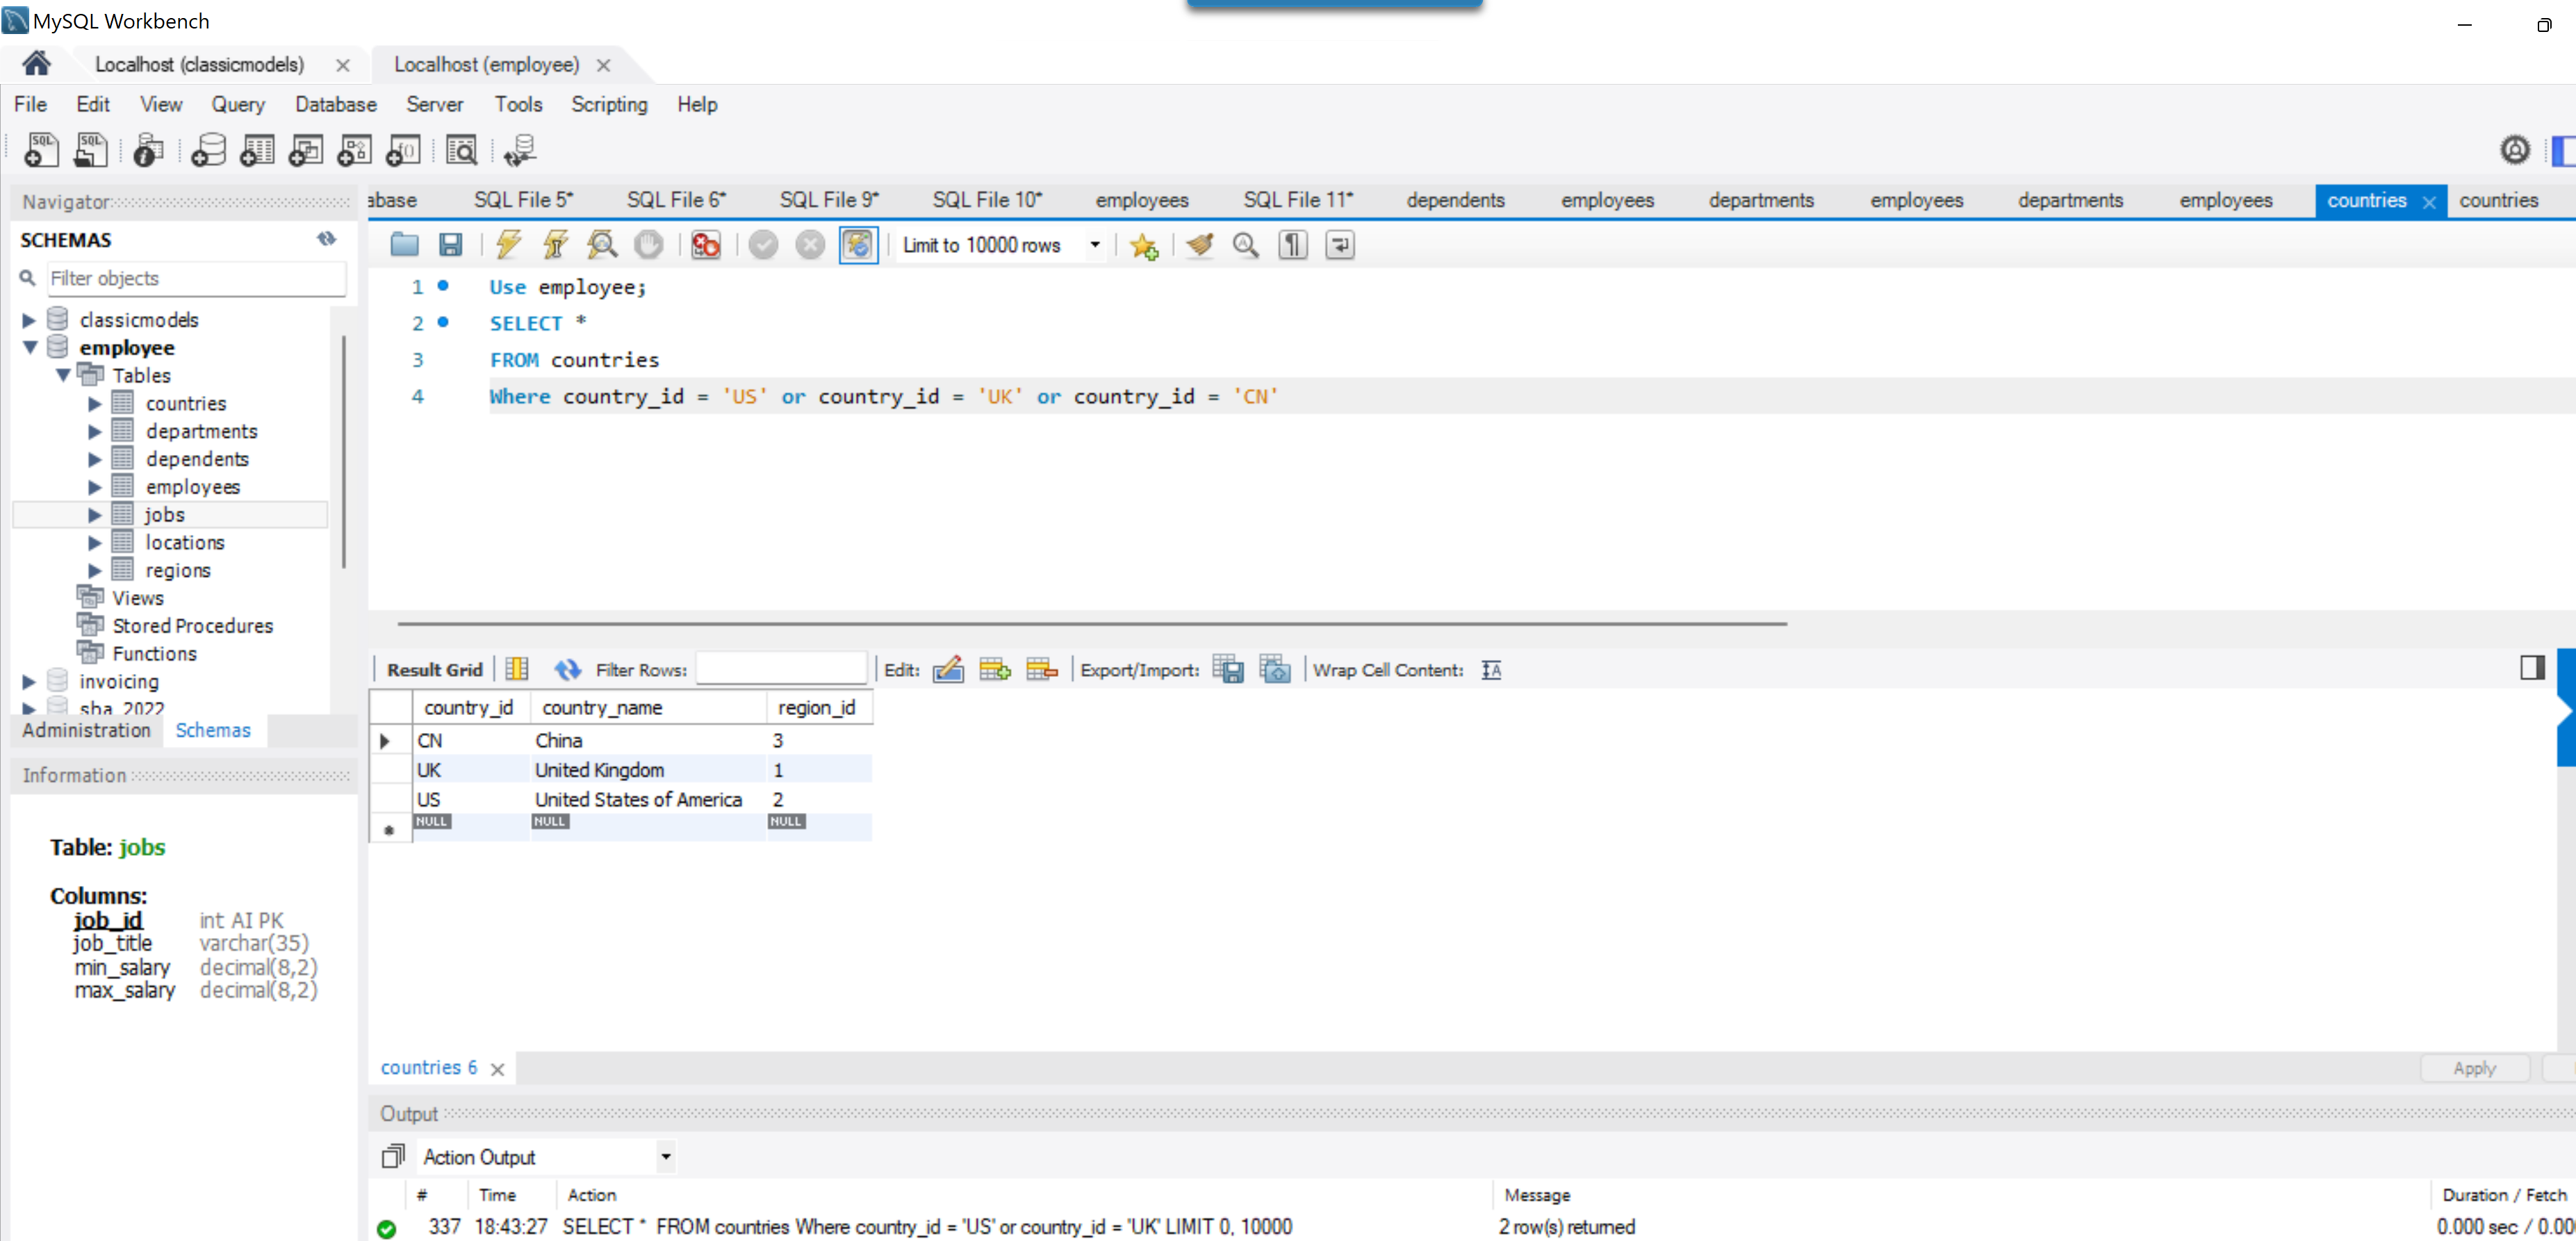 MySQL Workbench
Localhost (classicmodels) Localhost (employee)
File Edit View Query Database Server Tools Scripting Help
Navigator
SCHEMAS
Filter objects
classicmodels
employee
Tables
countries
departments
dependents
employees
jobs
locations
regions
Views
Stored Procedures
Functions
invoicing
sba_2022
Administration Schemas
Information
Table: jobs
Columns:
job_id int AI PK
job_title varchar(35)
min_salary decimal(8,2)
max_salary decimal(8,2)
abase SQL File 5* SQL File 6* SQL File 9* SQL File 10* employees SQL File 11* dependents employees departments employees departments employees countries countries
Limit to 10000 rows
1 Use employee;
2 SELECT *
3 FROM countries
4 Where country_id = 'US' or country_id = 'UK' or country_id = 'CN'
Result Grid Filter Rows: Edit: Export/Import: Wrap Cell Content:
country_id country_name region_id
CN China 3
UK United Kingdom 1
US United States of America 2
NULL NULL NULL
countries 6 Apply
Output
Action Output
# Time Action Message Duration / Fetch
337 18:43:27 SELECT * FROM countries Where country_id = 'US' or country_id = 'UK' LIMIT 0, 10000 2 row(s) returned 0.000 sec / 0.00